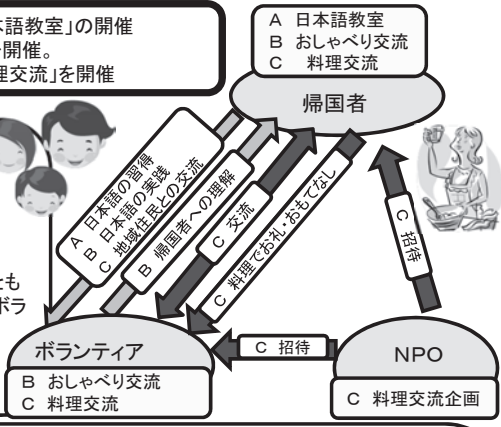 本語教室」の開催
開催。
理交流」を開催
A 日本語教室
B おしゃべり交流
C 料理交流
帰国者
A 日本語の習得
B 日本語の実践
C 地域住民との交流
B 帰国者への理解
C 交流
C 料理でお礼・おもてなし
C 招待
とも
ボラ
ボランティア
B おしゃべり交流
C 料理交流
C 招待
NPO
C 料理交流企画